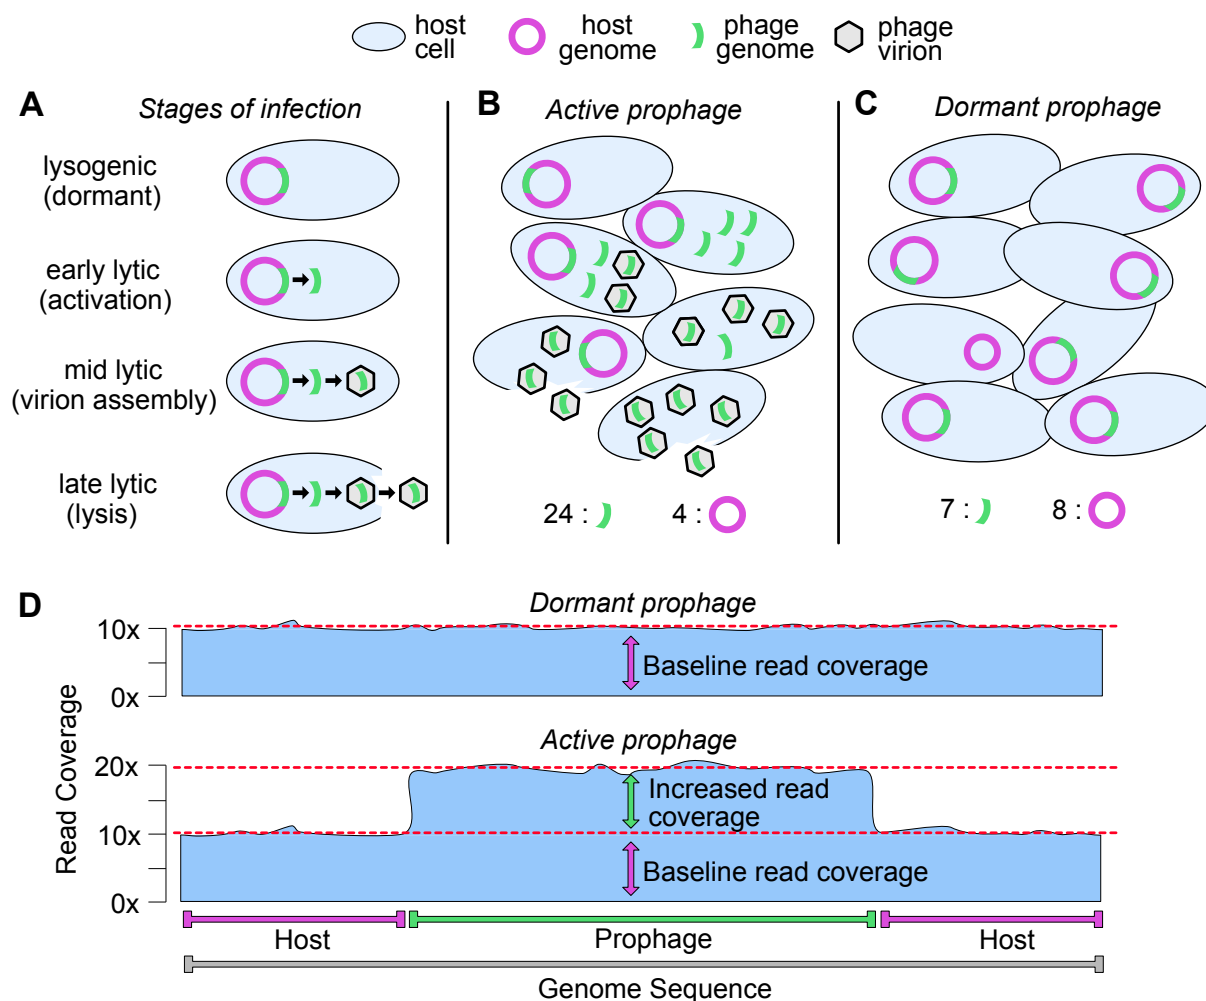 host cell
host genome
phage genome
phage virion
A
Stages of infection
lysogenic
(dormant)
early lytic
(activation)
mid lytic
(virion assembly)
late lytic
(lysis)
B
Active prophage
24 :
4 :
C
Dormant prophage
7 :
8 :
D
Read Coverage
Dormant prophage
10x
0x
Baseline read coverage
Active prophage
20x
10x
0x
Increased read
coverage
Baseline read coverage
Host
Prophage
Host
Genome Sequence